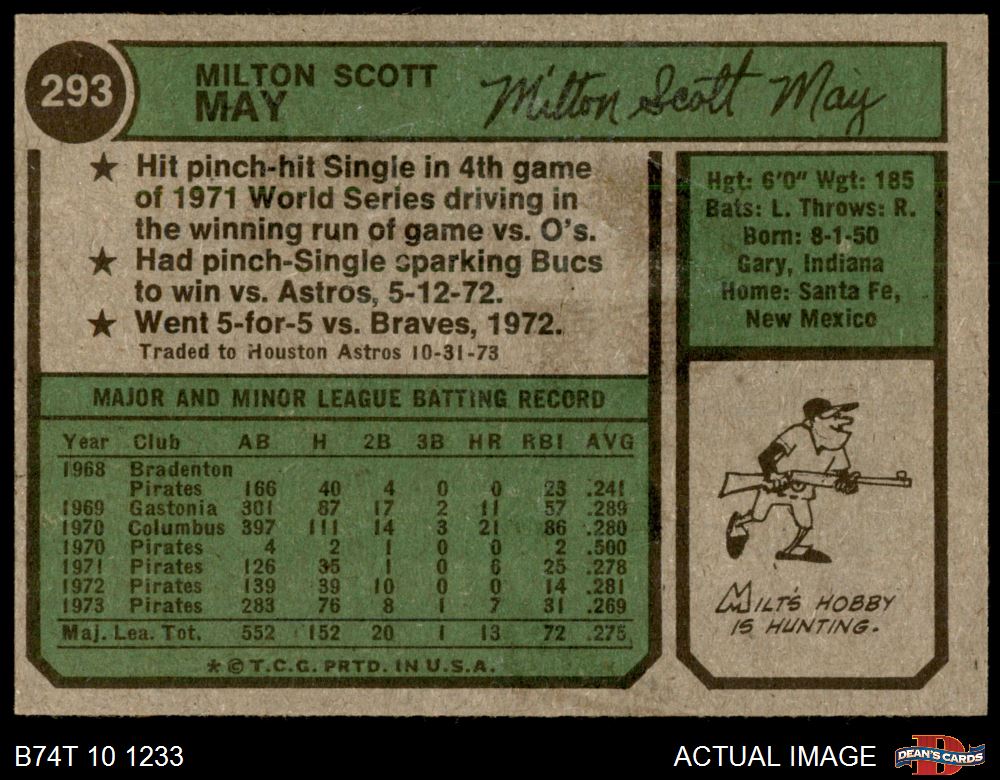 293
MILTON SCOTT
MAY
Milton Scott May
★ Hit pinch-hit Single in 4th game
of 1971 World Series driving in
the winning run of game vs. O's.
★ Had pinch-Single sparking Bucs
to win vs. Astros, 5-12-72.
★ Went 5-for-5 vs. Braves, 1972.
Traded to Houston Astros 10-31-73
Hgt: 6'0" Wgt: 185
Bats: L. Throws: R.
Born: 8-1-50
Gary, Indiana
Home: Santa Fe,
New Mexico
MAJOR AND MINOR LEAGUE BATTING RECORD
Year Club AB H 2B 3B HR RBI AVG
1968 Bradenton
Pirates 166 40 4 0 0 23 .241
1969 Gastonia 301 87 17 2 11 57 .289
1970 Columbus 397 111 14 3 21 86 .280
1970 Pirates 4 2 1 0 0 2 .500
1971 Pirates 126 35 1 0 6 25 .278
1972 Pirates 139 39 10 0 0 14 .281
1973 Pirates 283 76 8 1 7 31 .269
Maj. Lea. Tot. 552 152 20 1 13 72 .275
* © T.C.G. PRTD. IN U.S.A.
MILT'S HOBBY
IS HUNTING.
B74T 10 1233
ACTUAL IMAGE
D
DEAN'S CARDS